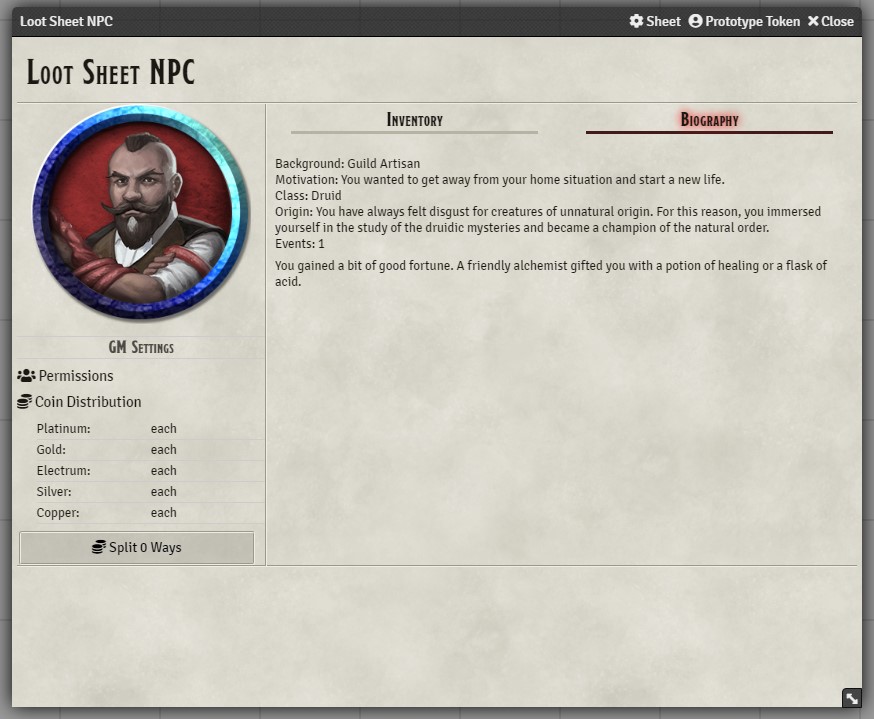 Loot Sheet NPC
Sheet Prototype Token Close
Loot Sheet NPC
Inventory
Biography
Background: Guild Artisan
Motivation: You wanted to get away from your home situation and start a new life.
Class: Druid
Origin: You have always felt disgust for creatures of unnatural origin. For this reason, you immersed
yourself in the study of the druidic mysteries and became a champion of the natural order.
Events: 1
You gained a bit of good fortune. A friendly alchemist gifted you with a potion of healing or a flask of
acid.
GM Settings
Permissions
Coin Distribution
Platinum: each
Gold: each
Electrum: each
Silver: each
Copper: each
Split 0 Ways